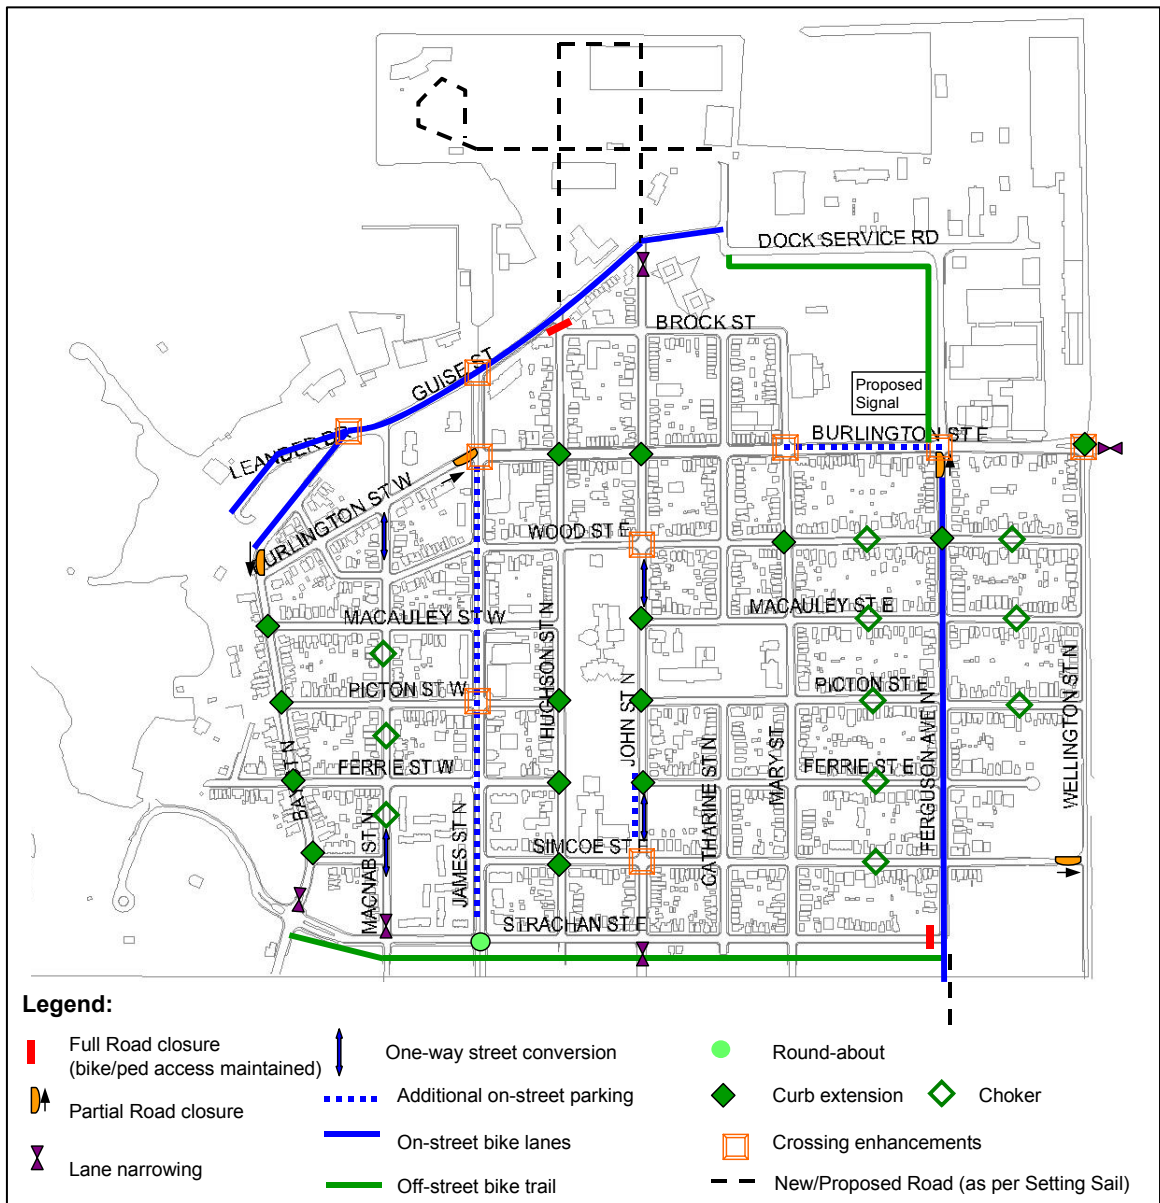 DOCK SERVICE RD
BROCK ST
GUISE ST
Proposed
Signal
LEANDER DR
BURLINGTON ST E
BURLINGTON ST W
WOOD ST E
MACAULEY ST W
MACAULEY ST E
HUGHSON ST N
PICTON ST W
PICTON ST E
JOHN ST N
FERRIE ST W
FERRIE ST E
BAY ST N
MACNAB ST N
JAMES ST N
CATHARINE ST N
MARY ST
FERGUSON AVE N
WELLINGTON ST N
SIMCOE ST E
STRACHAN ST E
Legend:
Full Road closure
(bike/ped access maintained)
Partial Road closure
Lane narrowing
One-way street conversion
Additional on-street parking
On-street bike lanes
Off-street bike trail
Round-about
Curb extension
Choker
Crossing enhancements
New/Proposed Road (as per Setting Sail)